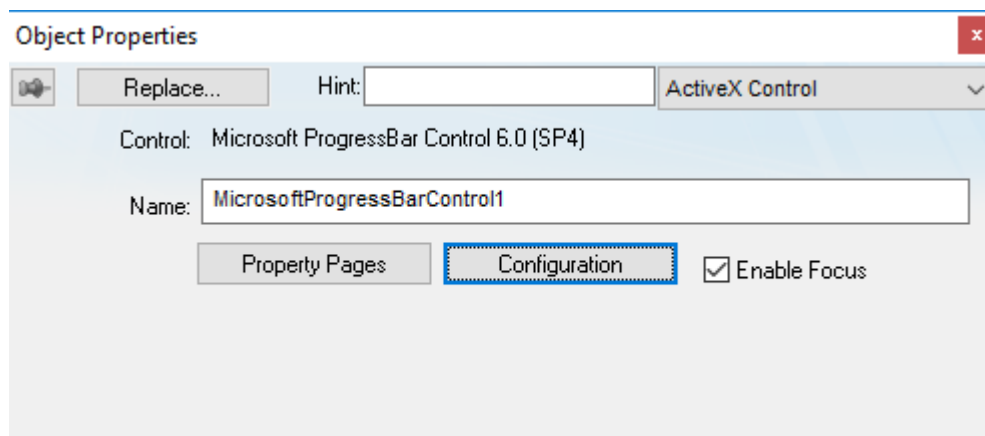 Object Properties
x
Replace... Hint: ActiveX Control
Control: Microsoft ProgressBar Control 6.0 (SP4)
Name: MicrosoftProgressBarControl1
Property Pages Configuration Enable Focus